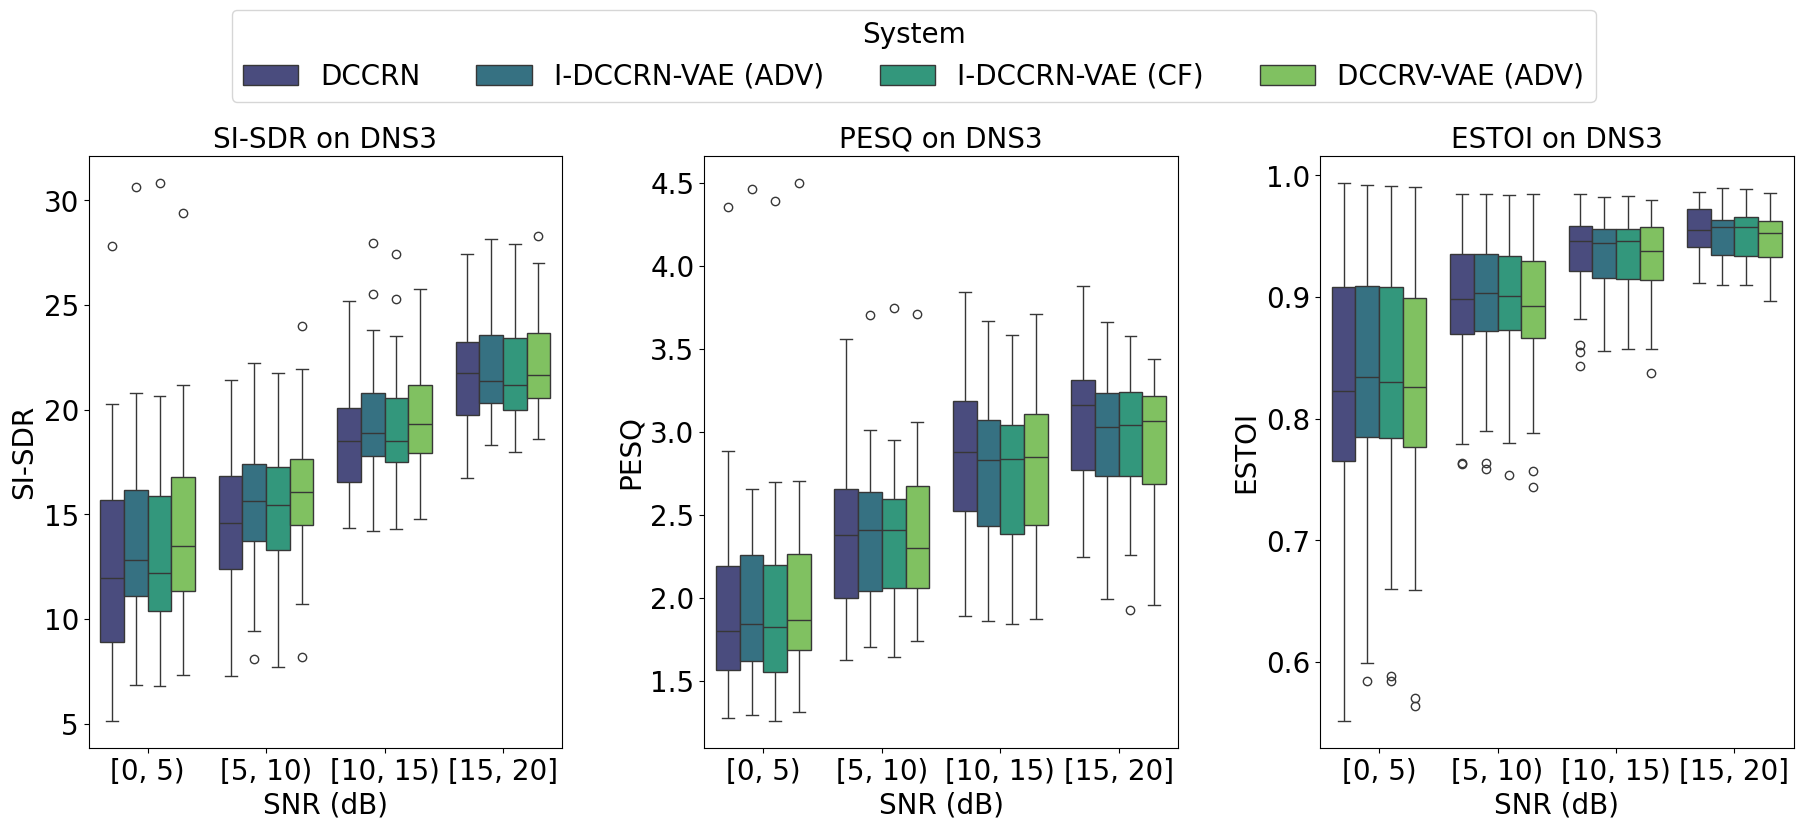 System
DCCRN I-DCCRN-VAE (ADV) I-DCCRN-VAE (CF) DCCRV-VAE (ADV)
SI-SDR on DNS3
SI-SDR
30
25
20
15
10
5
[0, 5) [5, 10) [10, 15) [15, 20]
SNR (dB)
PESQ on DNS3
PESQ
4.5
4.0
3.5
3.0
2.5
2.0
1.5
[0, 5) [5, 10) [10, 15) [15, 20]
SNR (dB)
ESTOI on DNS3
ESTOI
1.0
0.9
0.8
0.7
0.6
[0, 5) [5, 10) [10, 15) [15, 20]
SNR (dB)